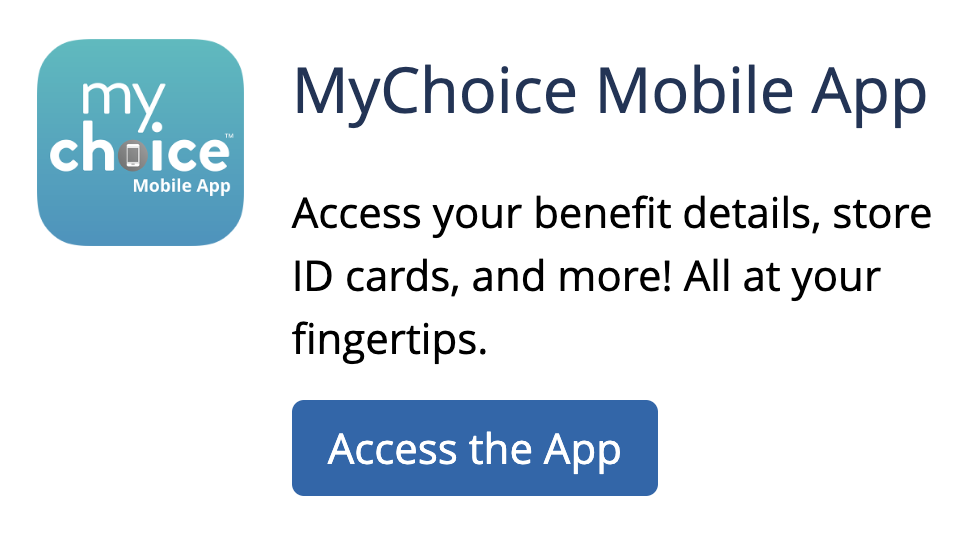 my
choice™
Mobile App
MyChoice Mobile App
Access your benefit details, store
ID cards, and more! All at your
fingertips.
Access the App